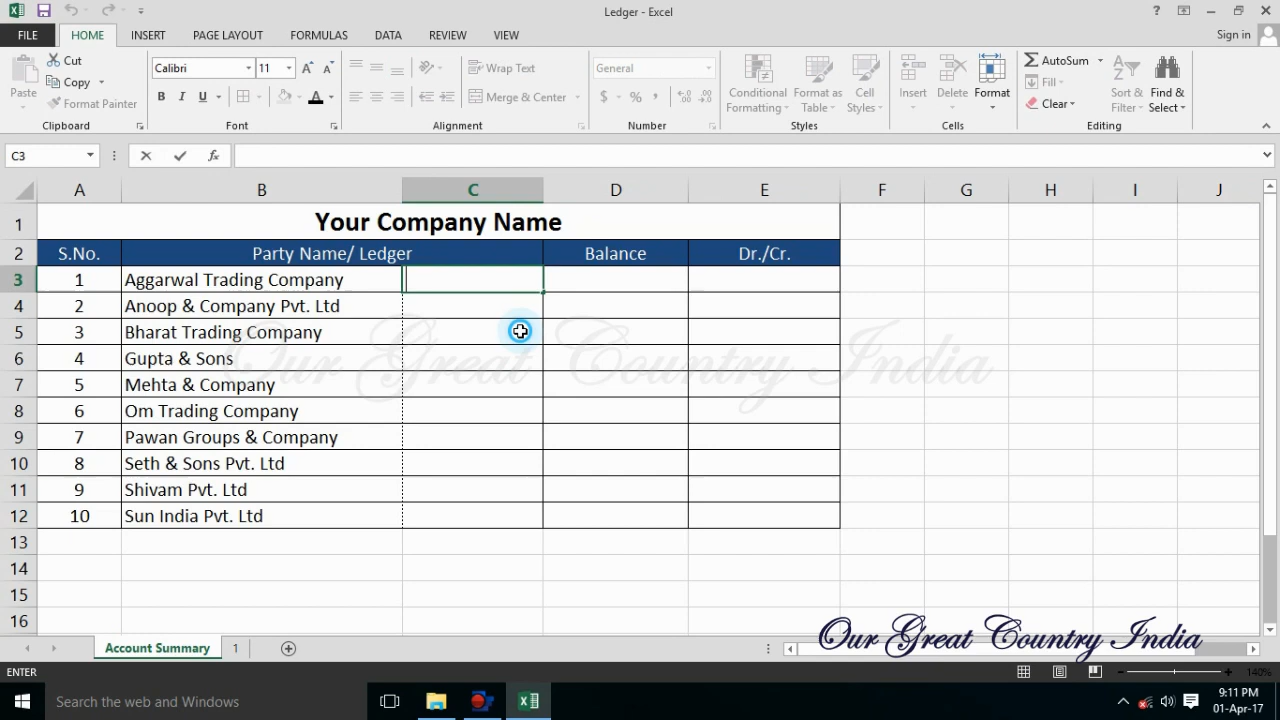 Ledger - Excel
Sign in
FILE HOME INSERT PAGE LAYOUT FORMULAS DATA REVIEW VIEW
Paste
Cut
Copy
Format Painter
Clipboard
Calibri 11
B I U A
Font
Wrap Text
Merge & Center
Alignment
General
$ % ,
Number
Conditional Formatting
Format as Table
Cell Styles
Styles
Insert
Delete
Format
Cells
AutoSum
Fill
Clear
Sort & Filter
Find & Select
Editing
C3
fx
A B C D E F G H I J
1 Your Company Name
2 S.No. Party Name/ Ledger Balance Dr./Cr.
3 1 Aggarwal Trading Company
4 2 Anoop & Company Pvt. Ltd
5 3 Bharat Trading Company
6 4 Gupta & Sons
7 5 Mehta & Company
8 6 Om Trading Company
9 7 Pawan Groups & Company
10 8 Seth & Sons Pvt. Ltd
11 9 Shivam Pvt. Ltd
12 10 Sun India Pvt. Ltd
13
14
15
16
Our Great Country India
Our Great Country India
Account Summary 1
ENTER
140%
Search the web and Windows
9:11 PM
01-Apr-17